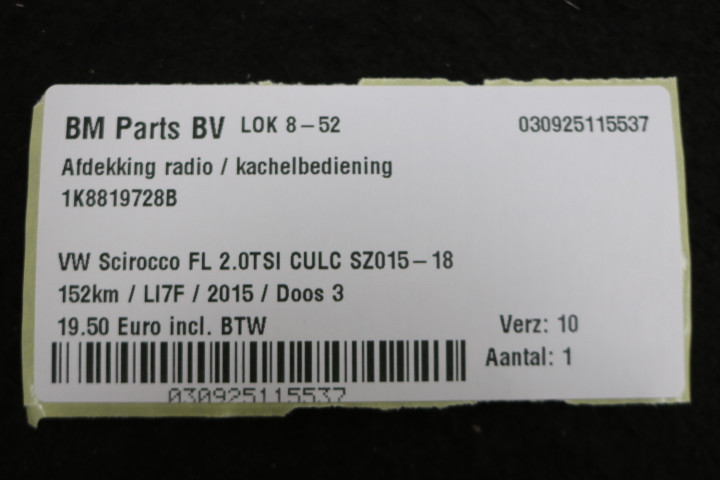 BM Parts BV LOK 8-52 030925115537
Afdekking radio / kachelbediening
1K8819728B
VW Scirocco FL 2.0TSI CULC SZ015-18
152km / LI7F / 2015 / Doos 3
19.50 Euro incl. BTW Verz: 10
Aantal: 1
030925115537